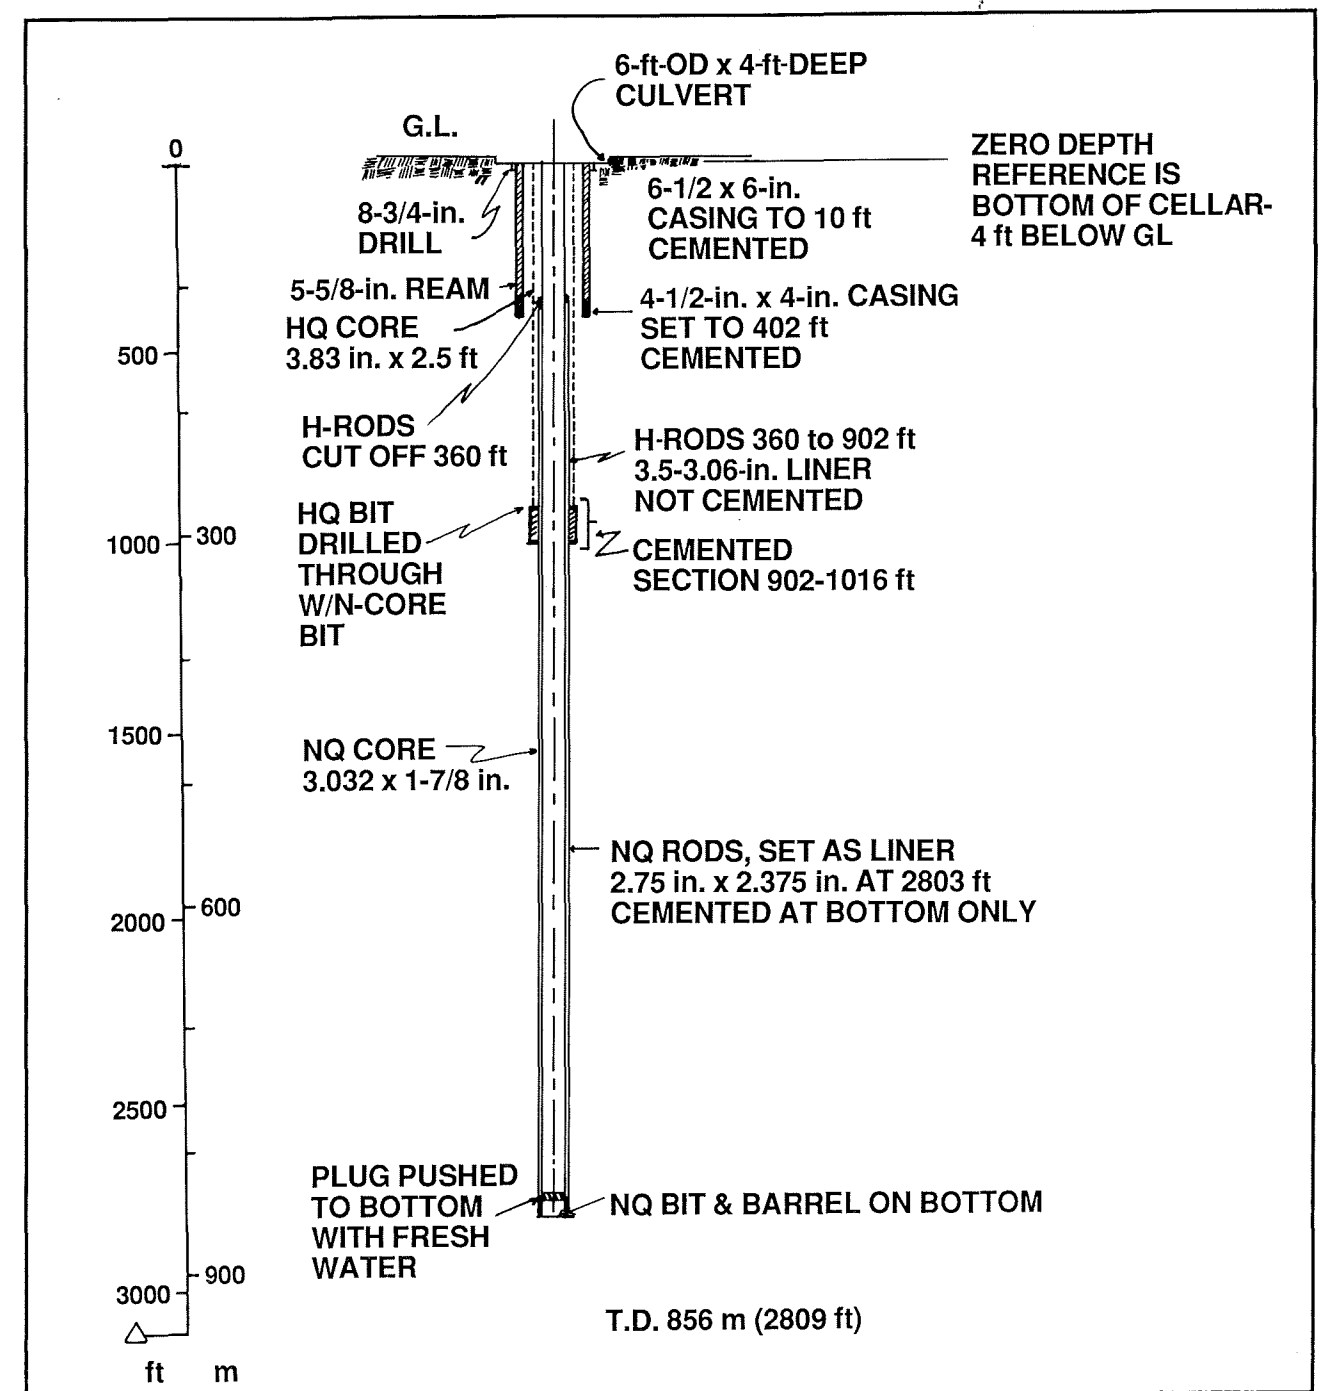 6-ft-OD x 4-ft-DEEP
CULVERT
G.L.
ZERO DEPTH
REFERENCE IS
BOTTOM OF CELLAR-
4 ft BELOW GL
0
8-3/4-in.
DRILL
6-1/2 x 6-in.
CASING TO 10 ft
CEMENTED
5-5/8-in. REAM
HQ CORE
3.83 in. x 2.5 ft
4-1/2-in. x 4-in. CASING
SET TO 402 ft
CEMENTED
500
H-RODS
CUT OFF 360 ft
H-RODS 360 to 902 ft
3.5-3.06-in. LINER
NOT CEMENTED
HQ BIT
DRILLED
THROUGH
W/N-CORE
BIT
1000
300
CEMENTED
SECTION 902-1016 ft
1500
NQ CORE
3.032 x 1-7/8 in.
NQ RODS, SET AS LINER
2.75 in. x 2.375 in. AT 2803 ft
CEMENTED AT BOTTOM ONLY
2000
600
2500
PLUG PUSHED
TO BOTTOM
WITH FRESH
WATER
NQ BIT & BARREL ON BOTTOM
900
3000
T.D. 856 m (2809 ft)
ft m